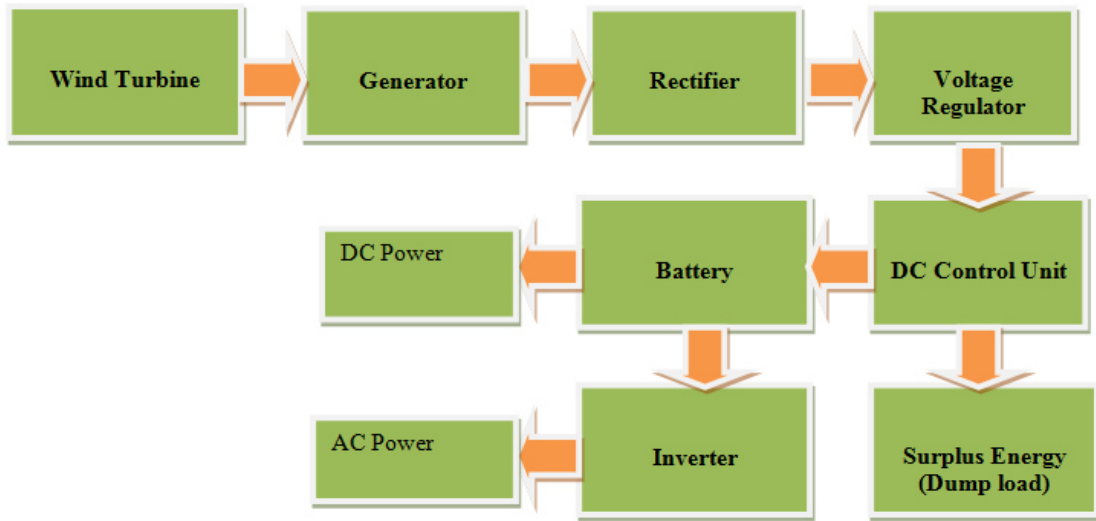 Wind Turbine
Generator
Rectifier
Voltage
Regulator
DC Power
Battery
DC Control Unit
AC Power
Inverter
Surplus Energy
(Dump load)